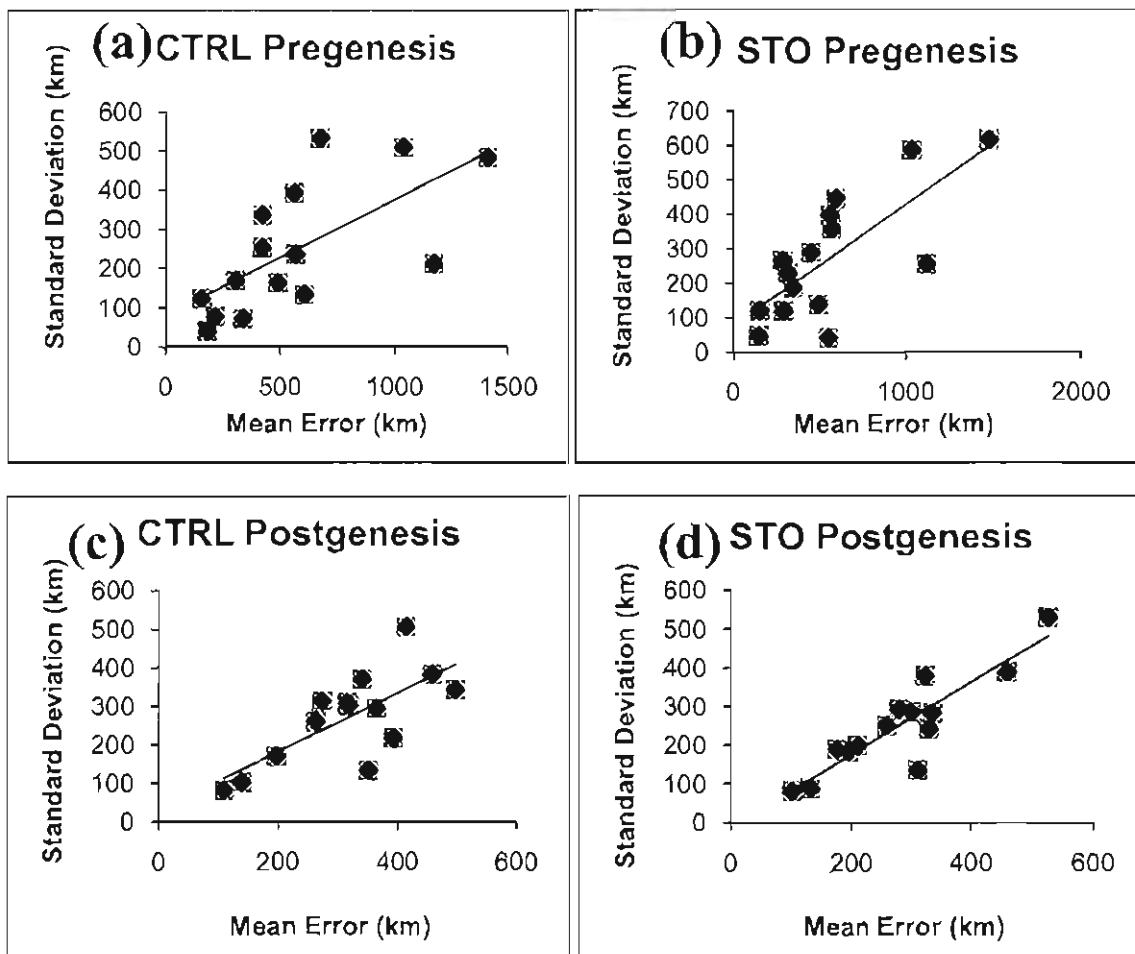 (a) CTRL Pregenesis
Standard Deviation (km)
600
500
400
300
200
100
0
0 500 1000 1500
Mean Error (km)
(b) STO Pregenesis
Standard Deviation (km)
700
600
500
400
300
200
100
0
0 1000 2000
Mean Error (km)
(c) CTRL Postgenesis
Standard Deviation (km)
600
500
400
300
200
100
0
0 200 400 600
Mean Error (km)
(d) STO Postgenesis
Standard Deviation (km)
600
500
400
300
200
100
0
0 200 400 600
Mean Error (km)